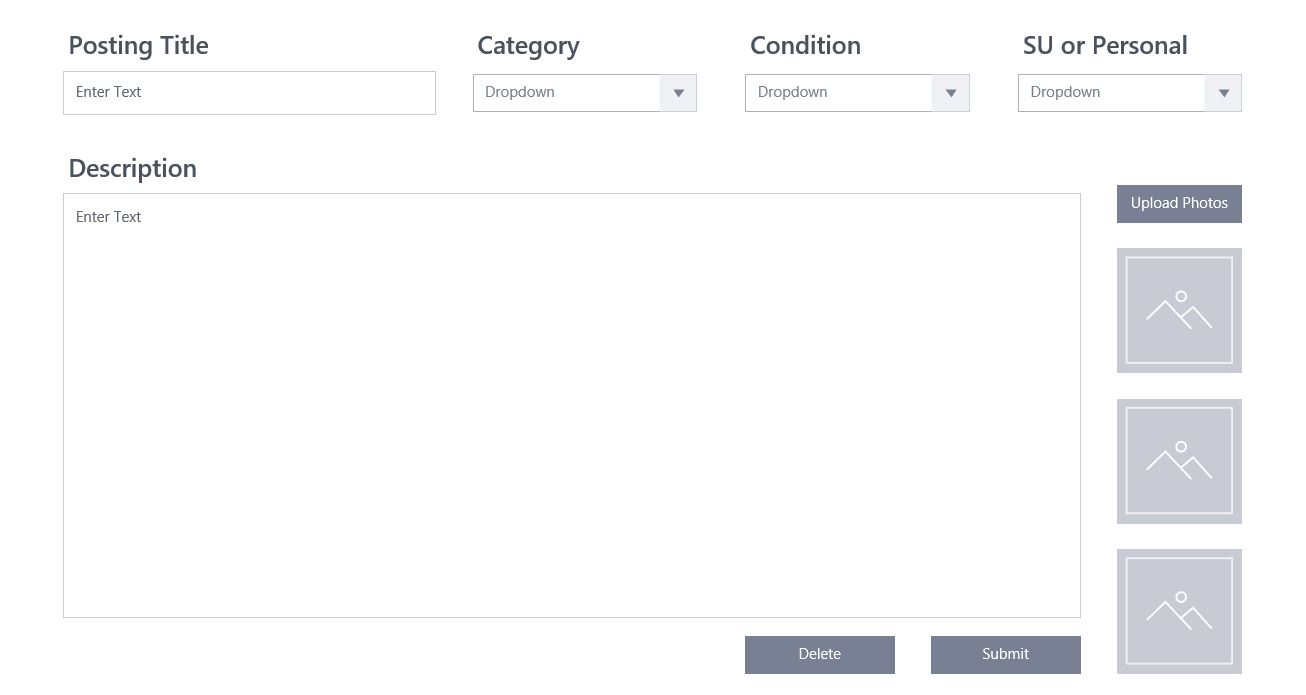 Posting Title
Category
Condition
SU or Personal
Enter Text
Dropdown
Dropdown
Dropdown
Description
Enter Text
Upload Photos
Delete
Submit